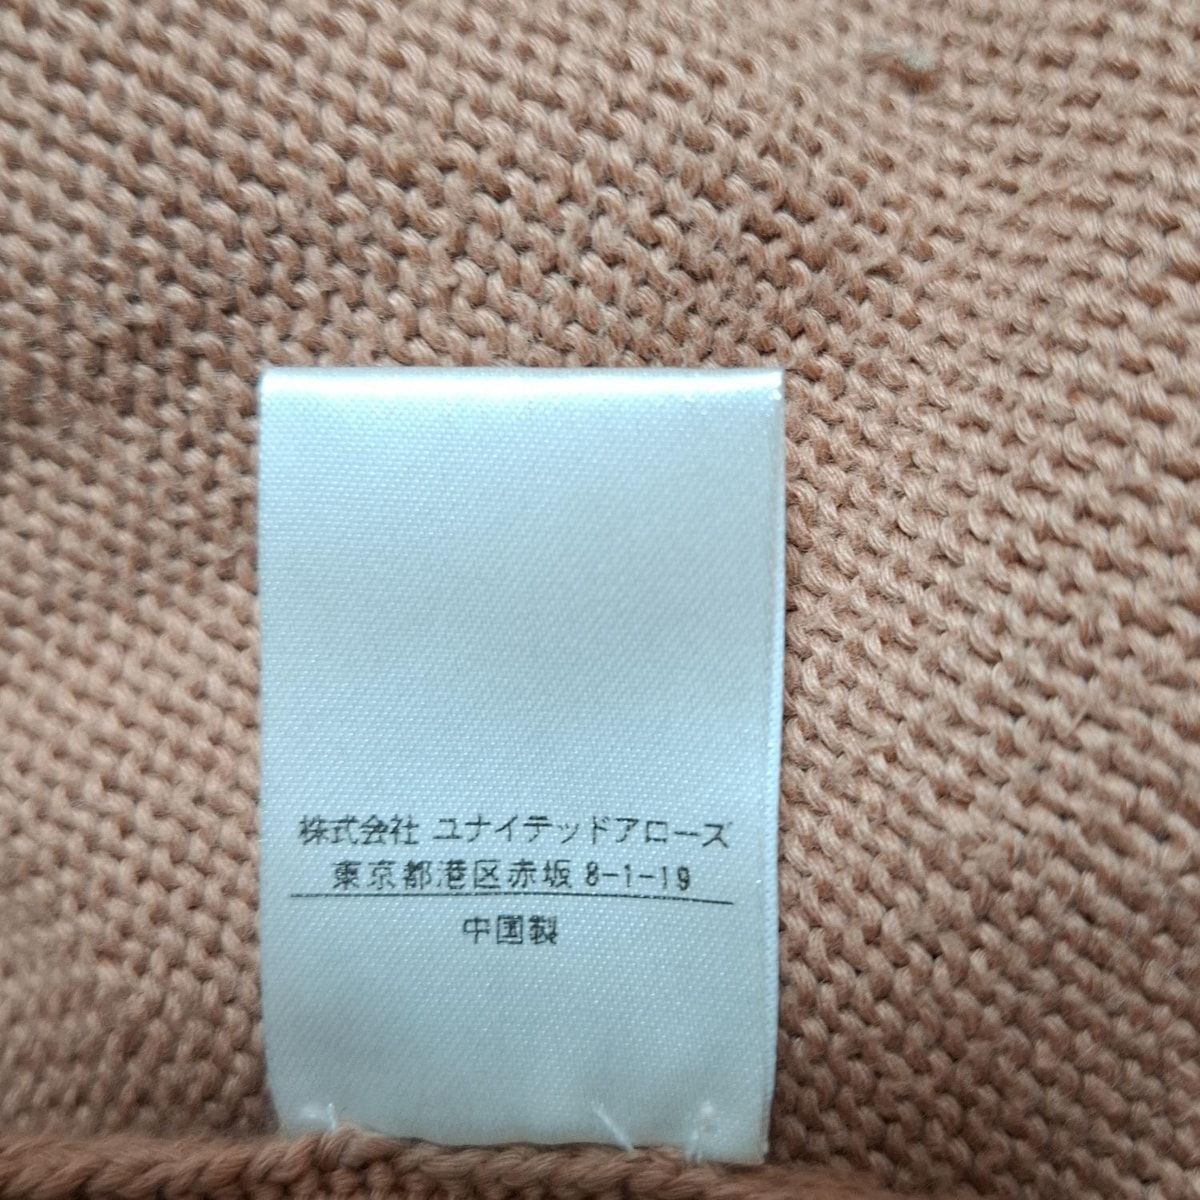 株式会社 ユナイテッドアローズ
東京都港区赤坂 8-1-19
中国製